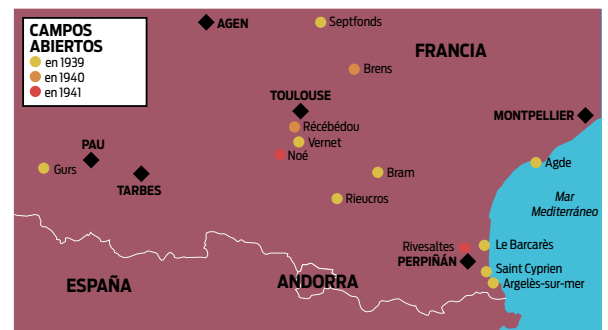 CAMPOS
ABIERTOS
en 1939
en 1940
en 1941
AGEN
Septfonds
FRANCIA
Brens
TOULOUSE
MONTPELLIER
Récébédou
Vernet
PAU
Noé
Gurs
Agde
TARBES
Bram
Rieucros
Mar
Mediterráneo
Rivesaltes
Le Barcarès
PERPIÑÁN
Saint Cyprien
ANDORRA
Argelès-sur-mer
ESPAÑA